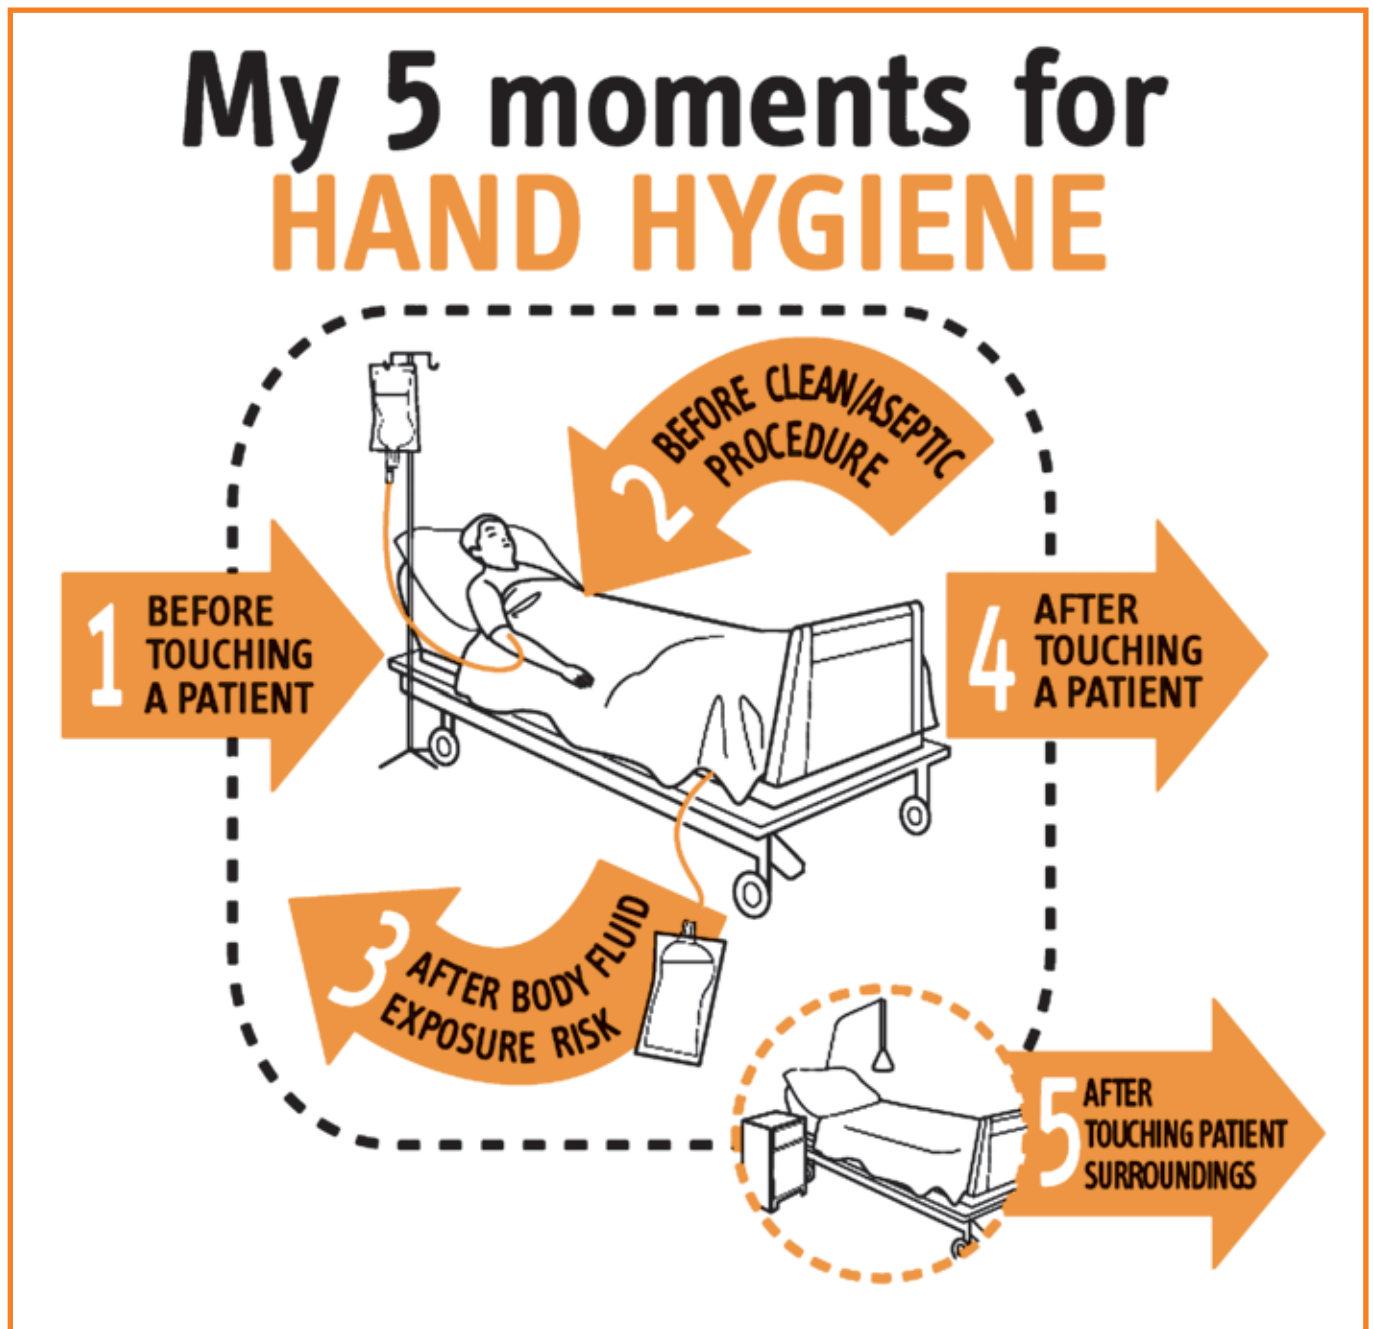 My 5 moments for
HAND HYGIENE
1
BEFORE
TOUCHING
A PATIENT
2
BEFORE CLEAN/ASEPTIC
PROCEDURE
3
AFTER BODY FLUID
EXPOSURE RISK
4
AFTER
TOUCHING
A PATIENT
5
AFTER
TOUCHING PATIENT
SURROUNDINGS